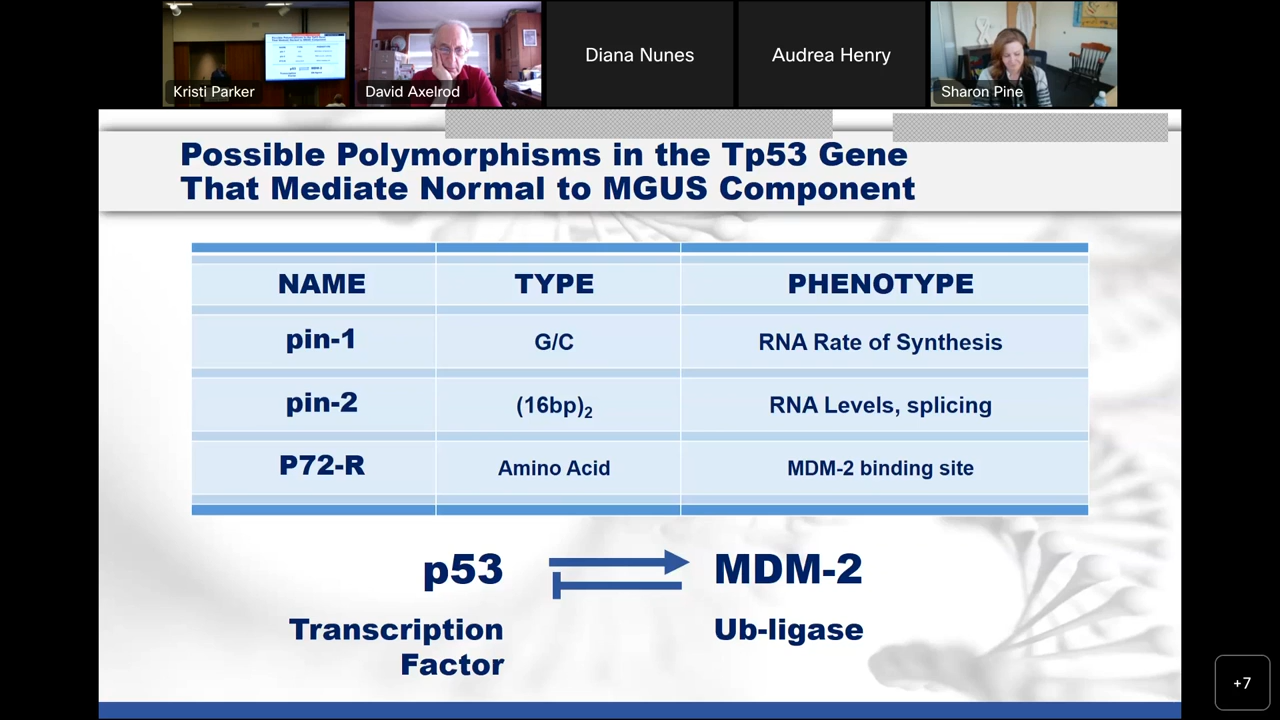 Diana Nunes
Audrea Henry
Kristi Parker
David Axelrod
Sharon Pine
Possible Polymorphisms in the Tp53 Gene
That Mediate Normal to MGUS Component
NAME TYPE PHENOTYPE
pin-1 G/C RNA Rate of Synthesis
pin-2 (16bp)₂ RNA Levels, splicing
P72-R Amino Acid MDM-2 binding site
p53 MDM-2
Transcription Ub-ligase
Factor
+7